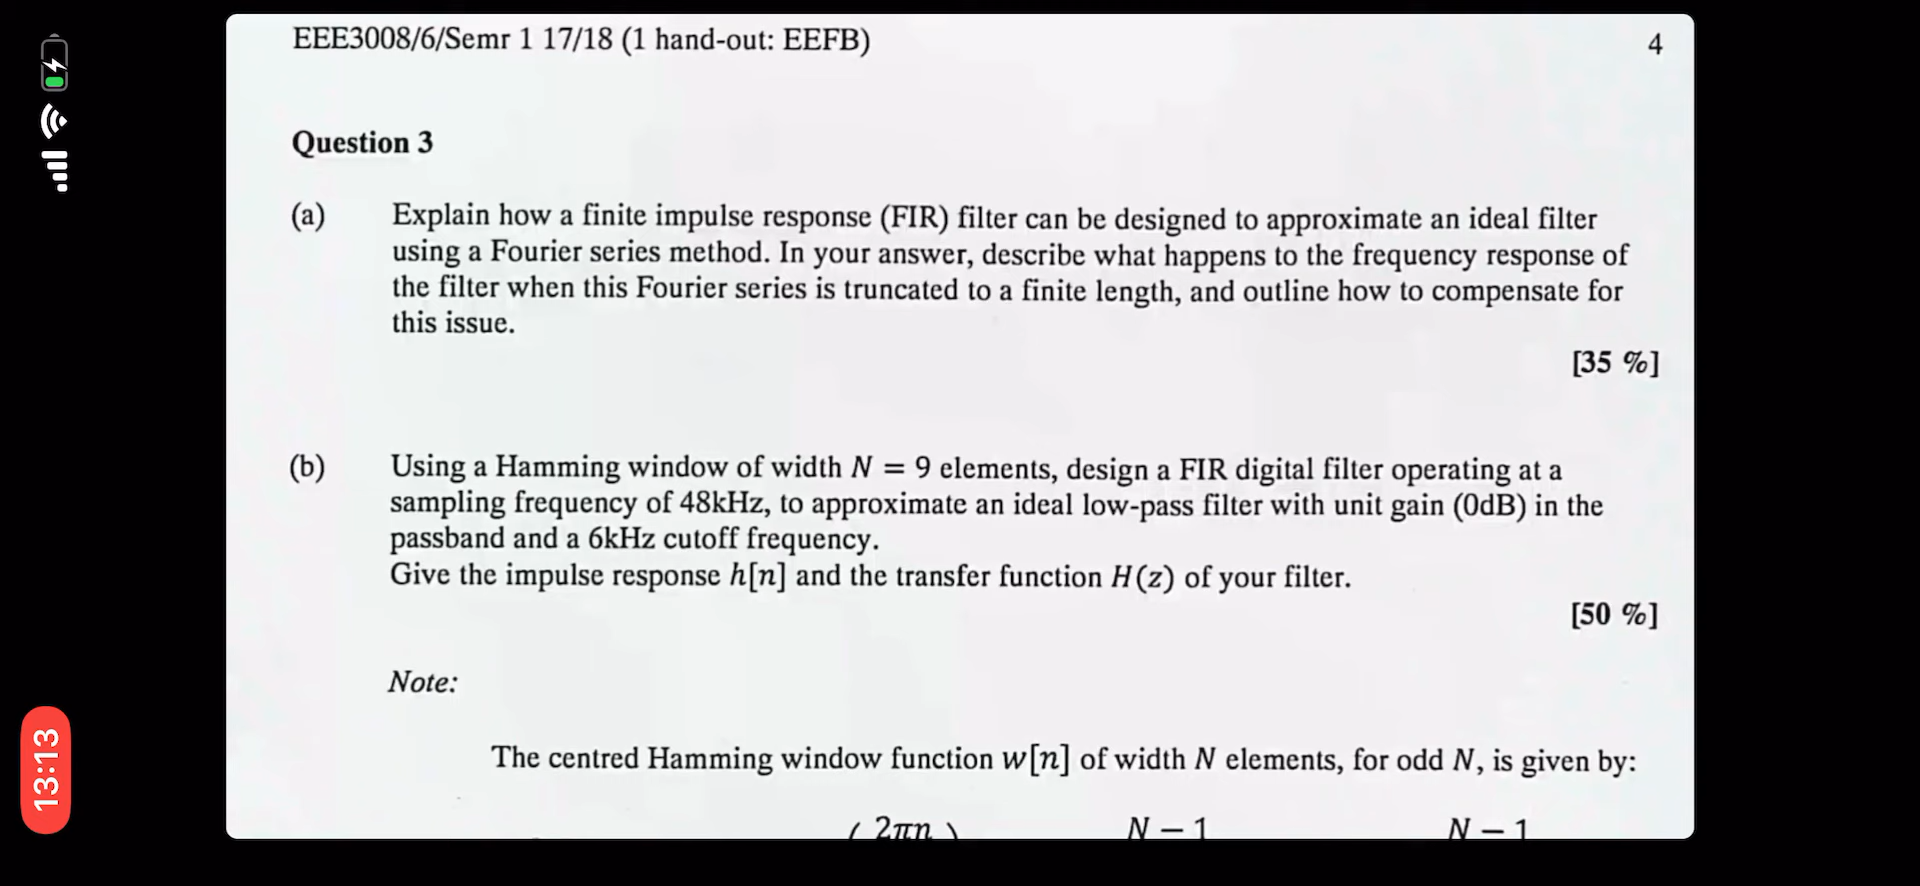 EEE3008/6/Semr 1 17/18 (1 hand-out: EEFB)
4
Question 3
(a) Explain how a finite impulse response (FIR) filter can be designed to approximate an ideal filter
using a Fourier series method. In your answer, describe what happens to the frequency response of
the filter when this Fourier series is truncated to a finite length, and outline how to compensate for
this issue.
[35 %]
(b) Using a Hamming window of width N = 9 elements, design a FIR digital filter operating at a
sampling frequency of 48kHz, to approximate an ideal low-pass filter with unit gain (0dB) in the
passband and a 6kHz cutoff frequency.
Give the impulse response h[n] and the transfer function H(z) of your filter.
[50 %]
Note:
The centred Hamming window function w[n] of width N elements, for odd N, is given by:
( 2πn ) N − 1 N − 1
13:13